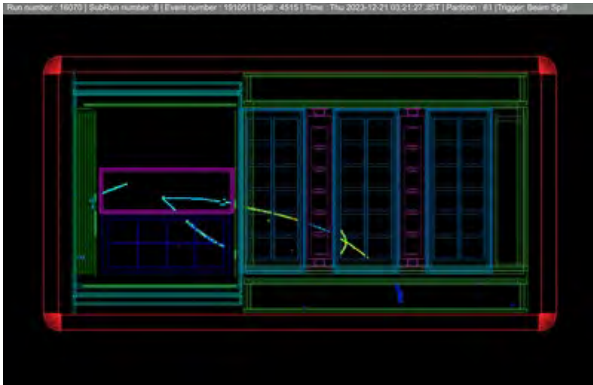 Run number : 16070 | SubRun number :8 | Event number : 191051 | Spill : 4515 | Time : Thu 2023-12-21 03:21:27 JST | Partition : 61 |Trigger: Beam Spill